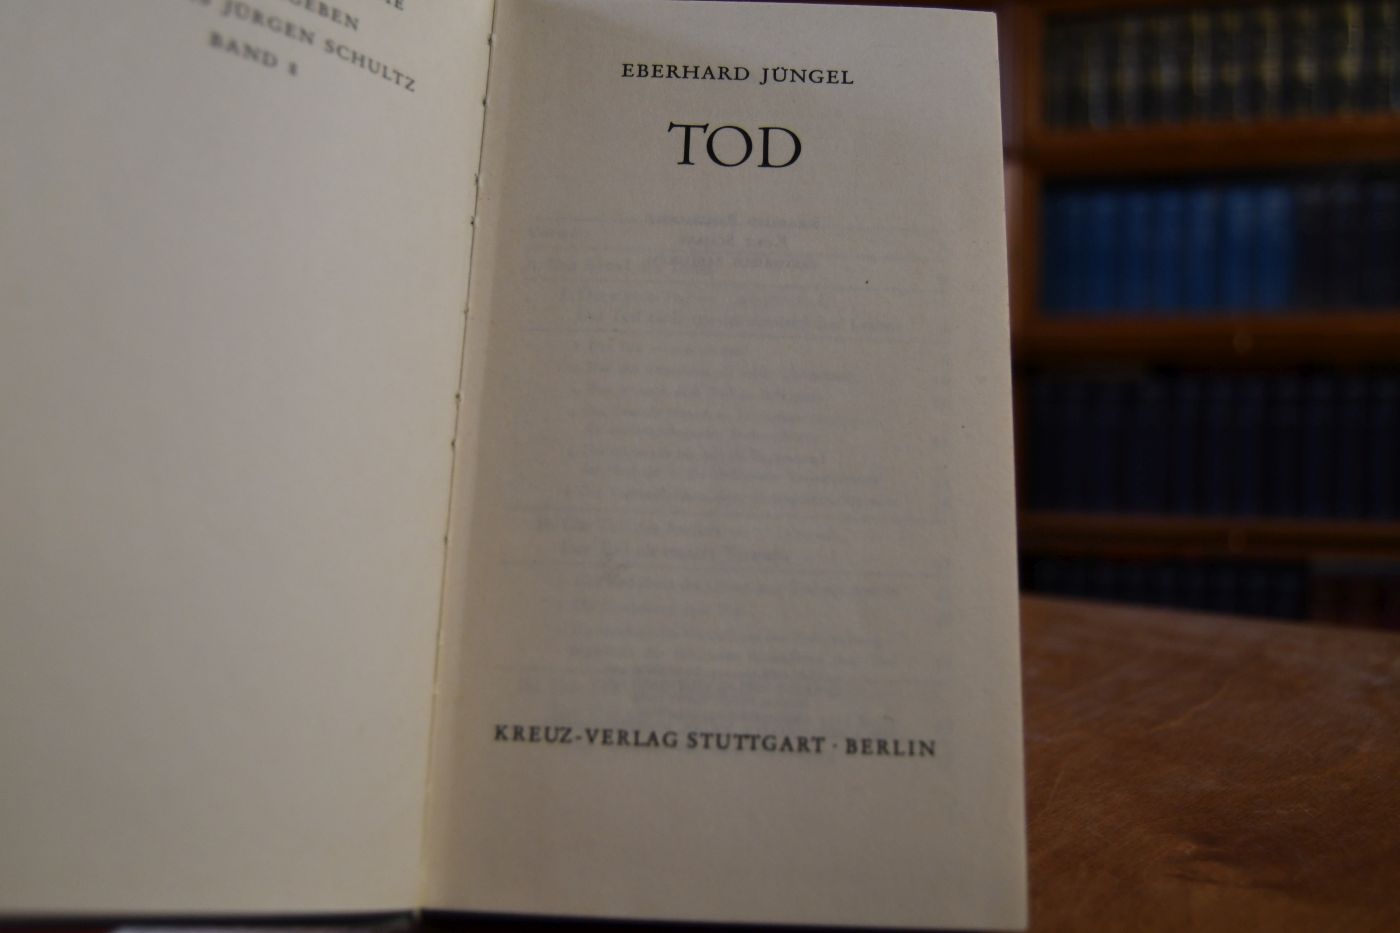 GEBEN
JÜRGEN SCHULTZ
BAND 8
EBERHARD JÜNGEL
TOD
KREUZ-VERLAG STUTTGART · BERLIN